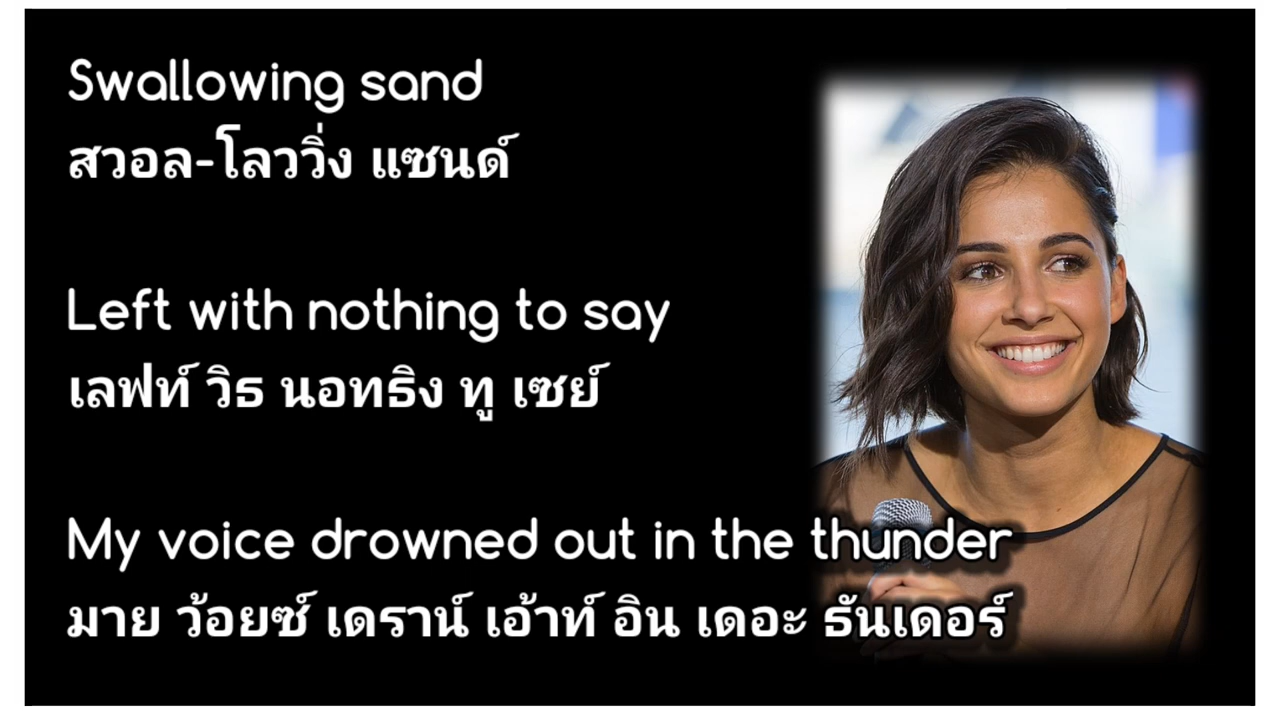 Swallowing sand
สวอล-โลววิ่ง แซนด์
Left with nothing to say
เลฟท์ วิธ นอทธิง ทู เซย์
My voice drowned out in the thunder
มาย ว้อยซ์ เดราน์ เอ้าท์ อิน เดอะ ธันเดอร์